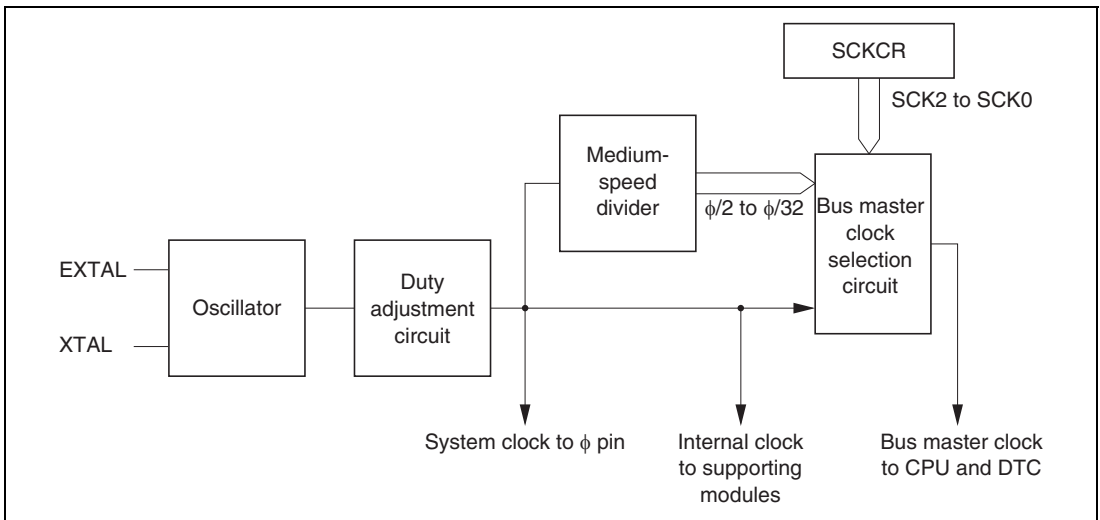 SCKCR
SCK2 to SCK0
Medium-
speed
divider
ϕ/2 to ϕ/32
Bus master
clock
selection
circuit
EXTAL
XTAL
Oscillator
Duty
adjustment
circuit
System clock to ϕ pin
Internal clock
to supporting
modules
Bus master clock
to CPU and DTC